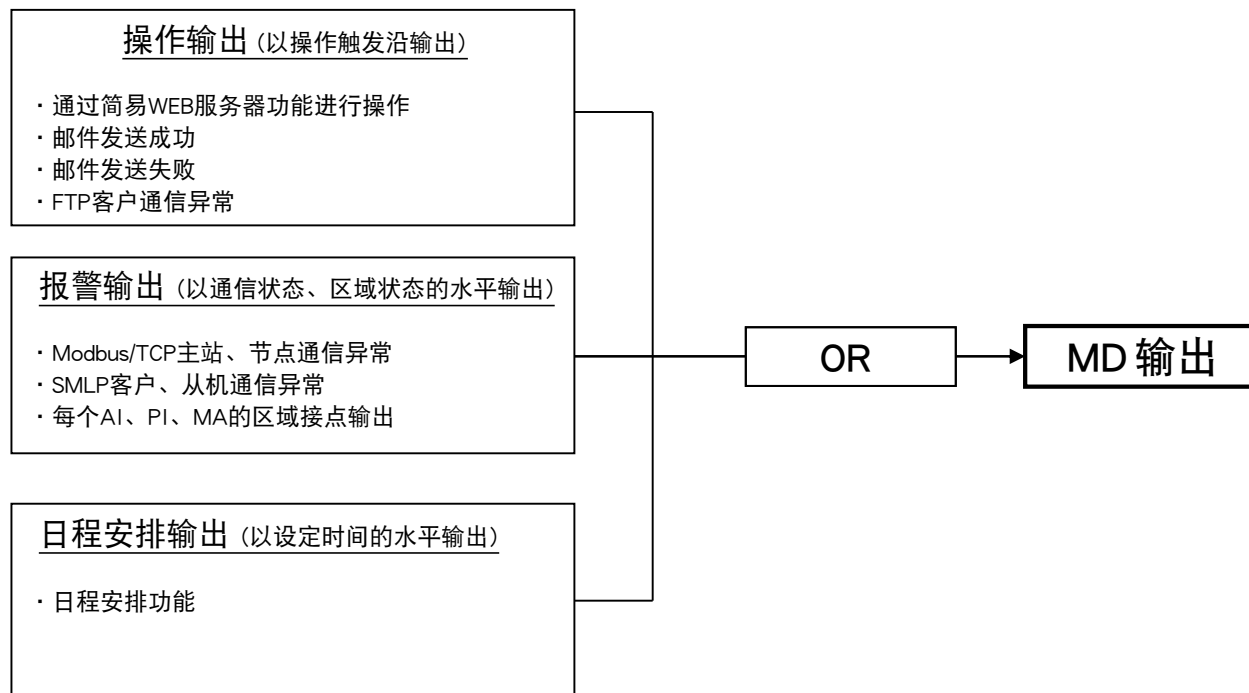 操作输出（以操作触发沿输出）
・通过简易WEB服务器功能进行操作
・邮件发送成功
・邮件发送失败
・FTP客户通信异常
报警输出（以通信状态、区域状态的水平输出）
・Modbus/TCP主站、节点通信异常
・SMLP客户、从机通信异常
・每个AI、PI、MA的区域接点输出
日程安排输出（以设定时间的水平输出）
・日程安排功能
OR
MD 输出